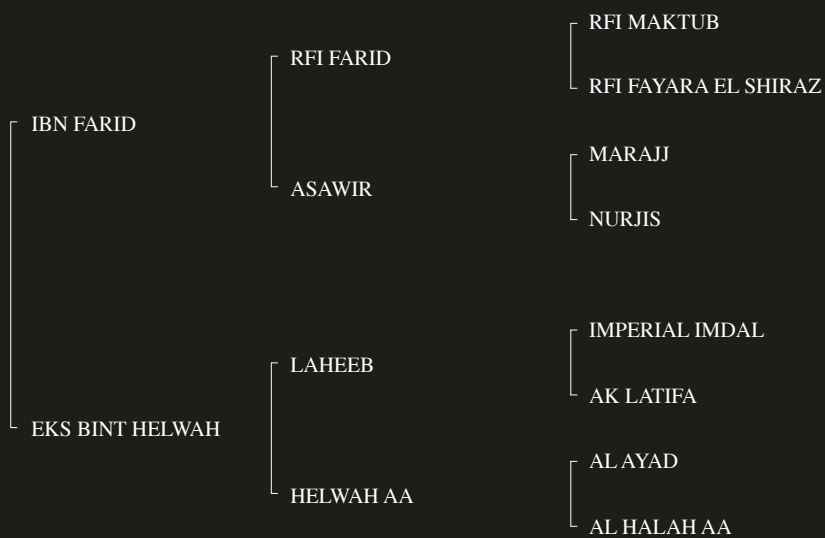 RFI MAKTUB
RFI FARID
RFI FAYARA EL SHIRAZ
IBN FARID
MARAJJ
ASAWIR
NURJIS
IMPERIAL IMDAL
LAHEEB
AK LATIFA
EKS BINT HELWAH
AL AYAD
HELWAH AA
AL HALAH AA